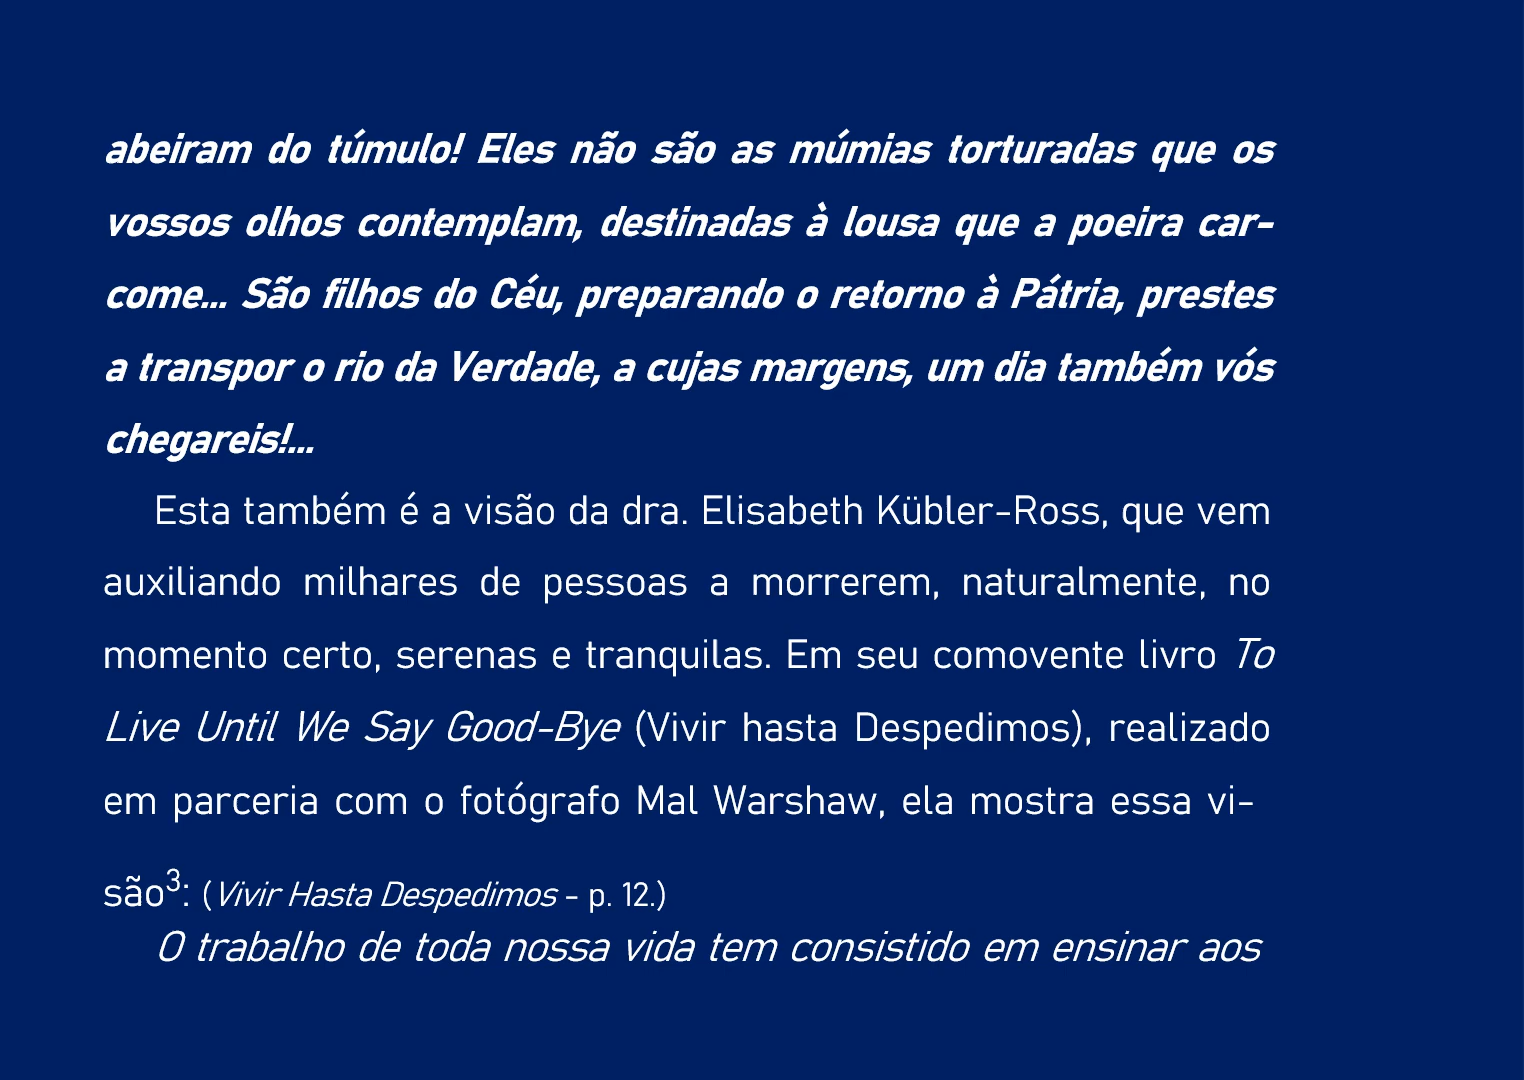 abeiram do túmulo! Eles não são as múmias torturadas que os
vossos olhos contemplam, destinadas à lousa que a poeira car-
come... São filhos do Céu, preparando o retorno à Pátria, prestes
a transpor o rio da Verdade, a cujas margens, um dia também vós
chegareis!...
Esta também é a visão da dra. Elisabeth Kübler-Ross, que vem
auxiliando milhares de pessoas a morrerem, naturalmente, no
momento certo, serenas e tranquilas. Em seu comovente livro To
Live Until We Say Good-Bye (Vivir hasta Despedimos), realizado
em parceria com o fotógrafo Mal Warshaw, ela mostra essa vi-
são³: (Vivir Hasta Despedimos - p. 12.)
O trabalho de toda nossa vida tem consistido em ensinar aos